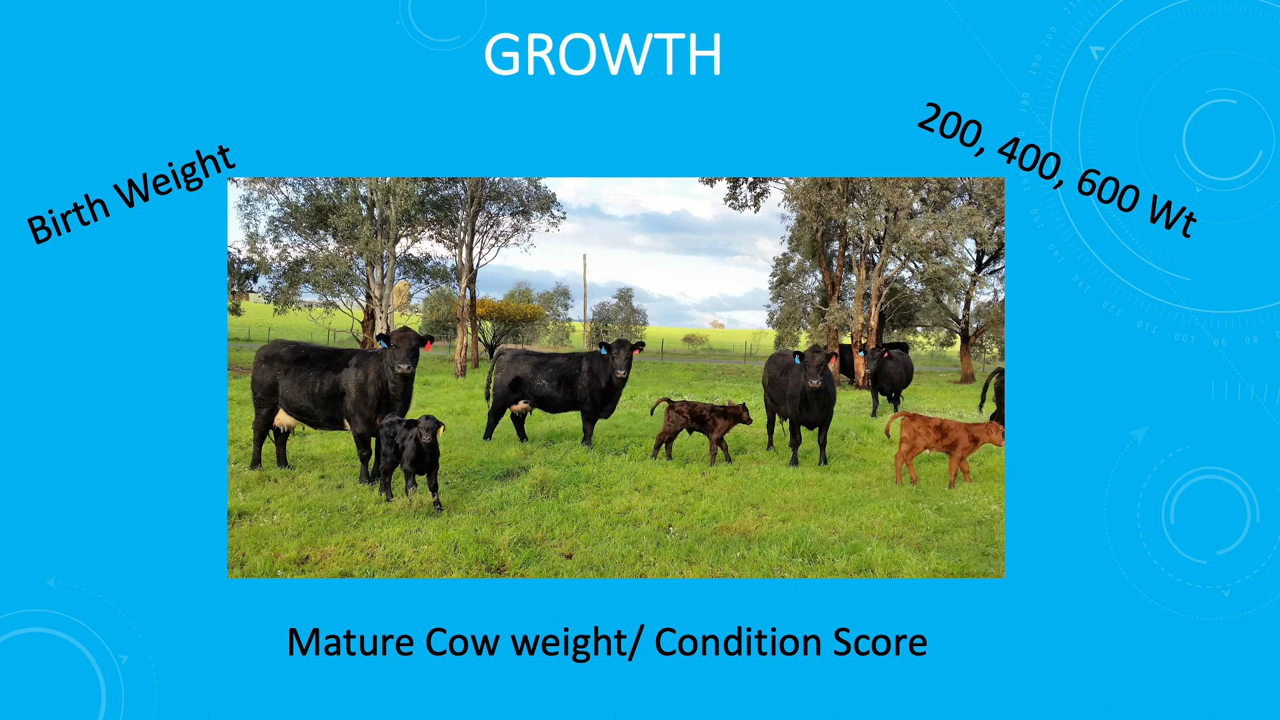 GROWTH
Birth Weight
200, 400, 600 Wt
Mature Cow weight/ Condition Score